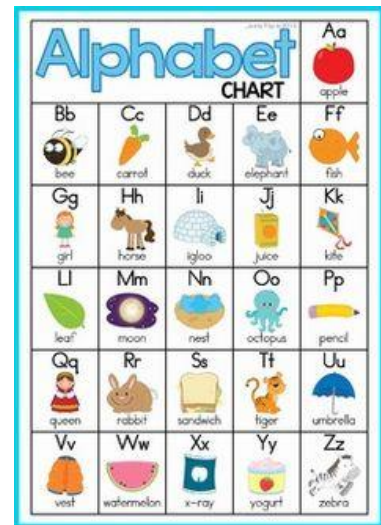 Alphabet
CHART
Aa
apple
Bb
bee
Cc
carrot
Dd
duck
Ee
elephant
Ff
fish
Gg
girl
Hh
horse
Ii
igloo
Jj
juice
Kk
kite
Ll
leaf
Mm
moon
Nn
nest
Oo
octopus
Pp
pencil
Qq
queen
Rr
rabbit
Ss
sandwich
Tt
tiger
Uu
umbrella
Vv
vest
Ww
watermelon
Xx
x-ray
Yy
yogurt
Zz
zebra